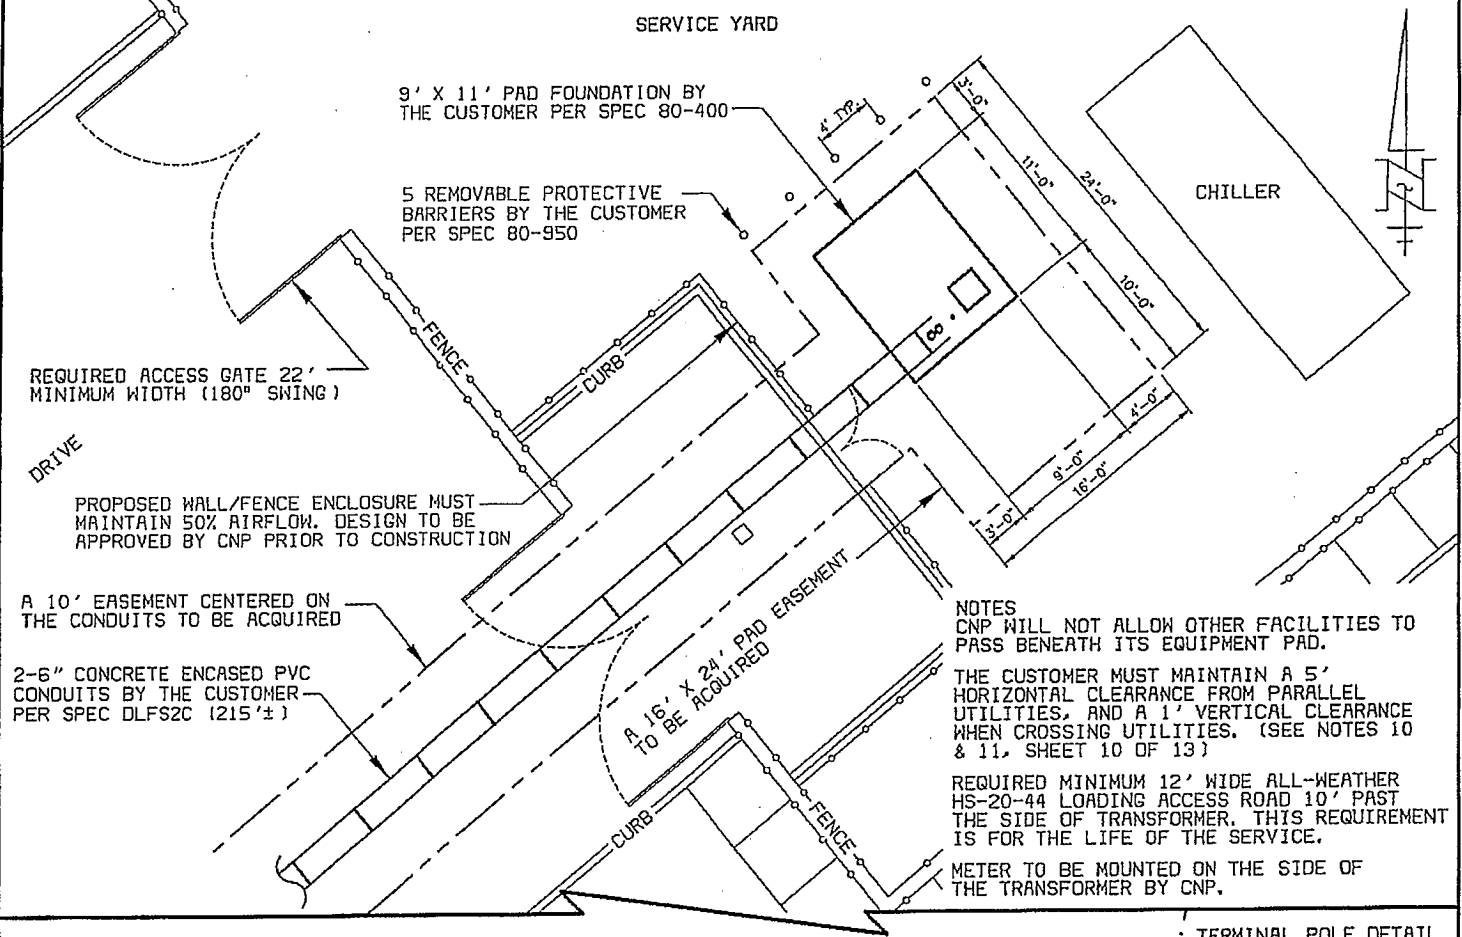 SERVICE YARD
9' X 11' PAD FOUNDATION BY
THE CUSTOMER PER SPEC 80-400
4' TYP.
3'-0"
11'-0"
24'-0"
10'-0"
CHILLER
5 REMOVABLE PROTECTIVE
BARRIERS BY THE CUSTOMER
PER SPEC 80-950
FENCE
CURB
REQUIRED ACCESS GATE 22'
MINIMUM WIDTH (180° SWING)
DRIVE
4'-0"
9'-0"
16'-0"
3'-0"
PROPOSED WALL/FENCE ENCLOSURE MUST
MAINTAIN 50% AIRFLOW. DESIGN TO BE
APPROVED BY CNP PRIOR TO CONSTRUCTION
A 10' EASEMENT CENTERED ON
THE CONDUITS TO BE ACQUIRED
2-6" CONCRETE ENCASED PVC
CONDUITS BY THE CUSTOMER
PER SPEC DLFS2C (215'±)
A 16' X 24' PAD EASEMENT
TO BE ACQUIRED
CURB
FENCE
NOTES
CNP WILL NOT ALLOW OTHER FACILITIES TO
PASS BENEATH ITS EQUIPMENT PAD.
THE CUSTOMER MUST MAINTAIN A 5'
HORIZONTAL CLEARANCE FROM PARALLEL
UTILITIES, AND A 1' VERTICAL CLEARANCE
WHEN CROSSING UTILITIES. (SEE NOTES 10
& 11, SHEET 10 OF 13)
REQUIRED MINIMUM 12' WIDE ALL-WEATHER
HS-20-44 LOADING ACCESS ROAD 10' PAST
THE SIDE OF TRANSFORMER. THIS REQUIREMENT
IS FOR THE LIFE OF THE SERVICE.
METER TO BE MOUNTED ON THE SIDE OF
THE TRANSFORMER BY CNP.
TERMINAL POLE DETAIL